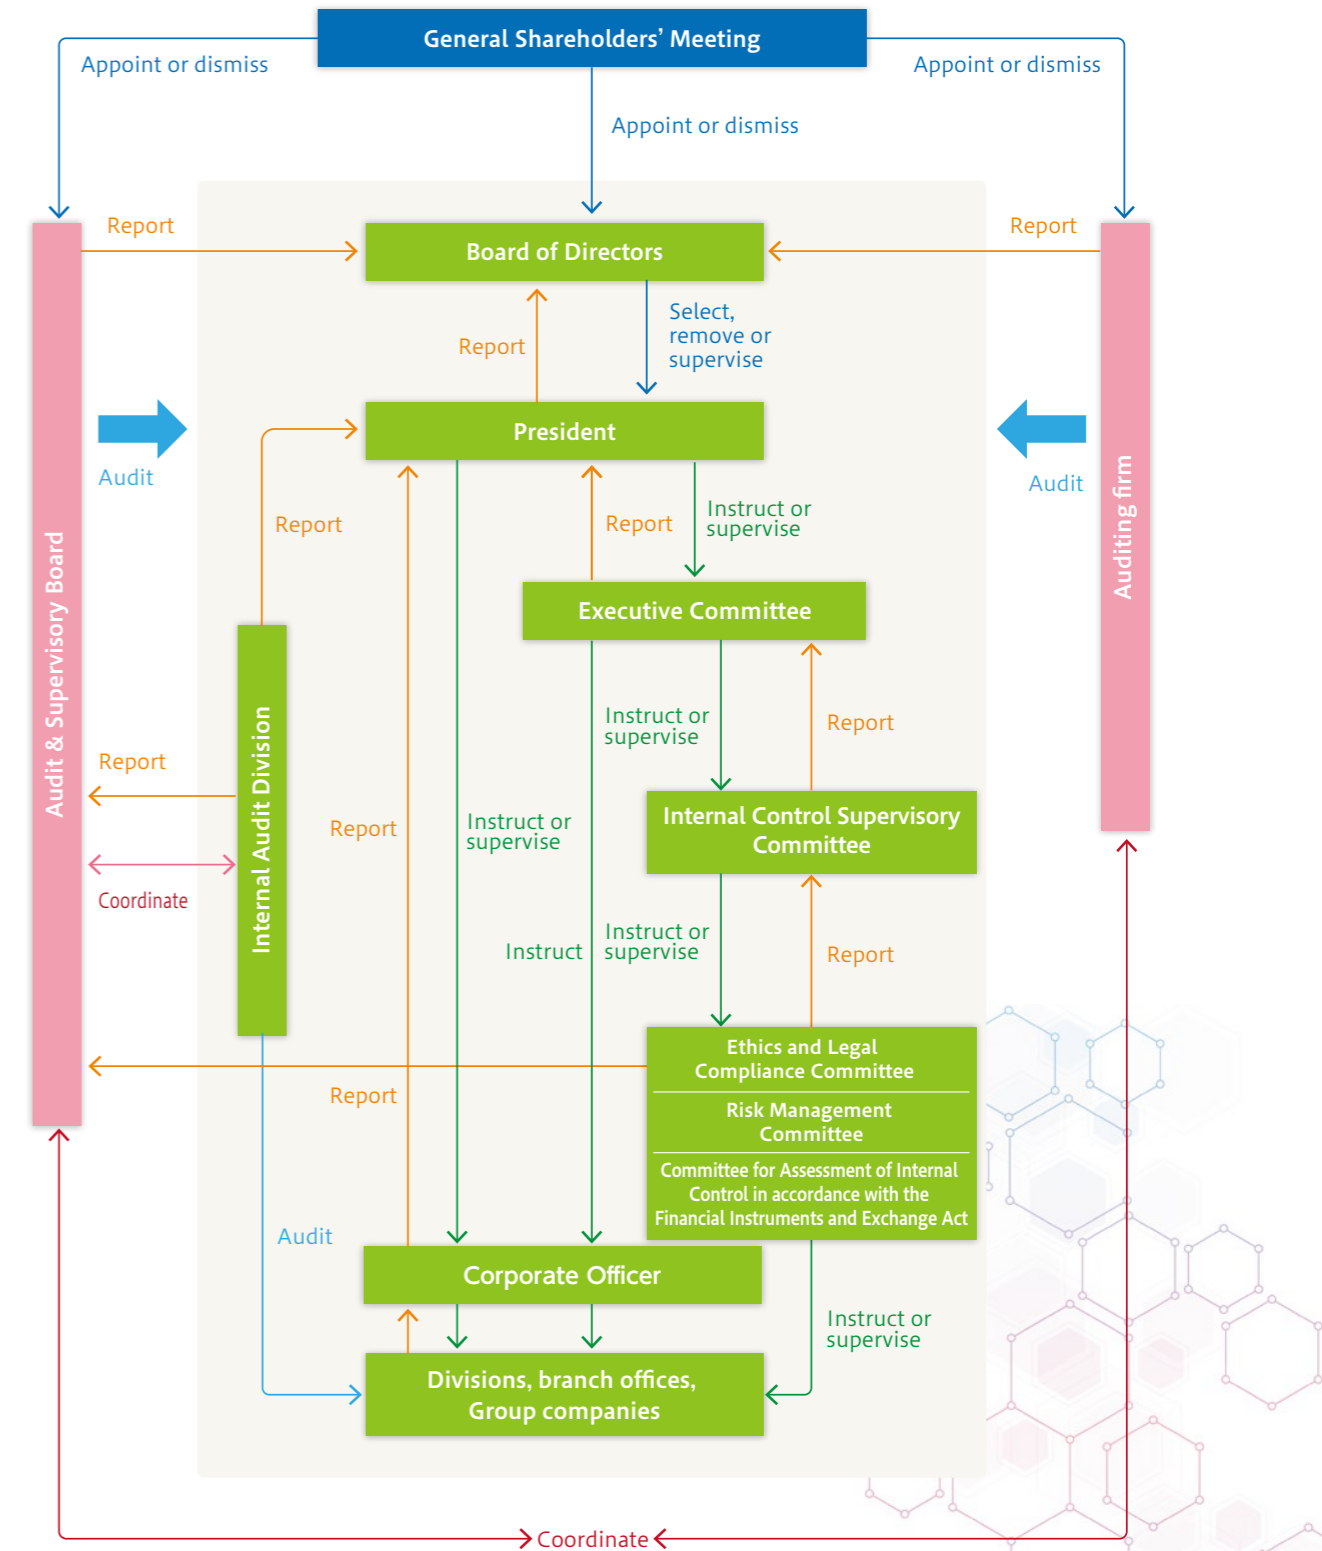 General Shareholders’ Meeting
Appoint or dismiss
Appoint or dismiss
Appoint or dismiss
Report
Report
Board of Directors
Select,
remove or
supervise
Report
President
Audit
Audit
Report
Report
Instruct or
supervise
Auditing firm
Audit & Supervisory Board
Executive Committee
Internal Audit Division
Instruct or
supervise
Report
Report
Report
Instruct or
supervise
Internal Control Supervisory
Committee
Coordinate
Instruct
Instruct or
supervise
Report
Ethics and Legal
Compliance Committee
Report
Risk Management
Committee
Committee for Assessment of Internal
Control in accordance with the
Financial Instruments and Exchange Act
Audit
Corporate Officer
Instruct or
supervise
Divisions, branch offices,
Group companies
Coordinate